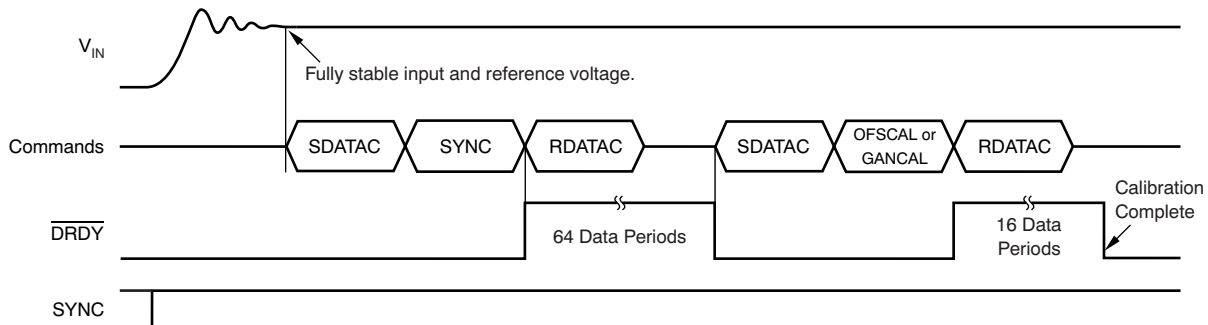 VIN
Fully stable input and reference voltage.
Commands
SDATAC
SYNC
RDATAC
SDATAC
OFSCAL or
GANCAL
RDATAC
Calibration
Complete
DRDY
64 Data Periods
16 Data
Periods
SYNC